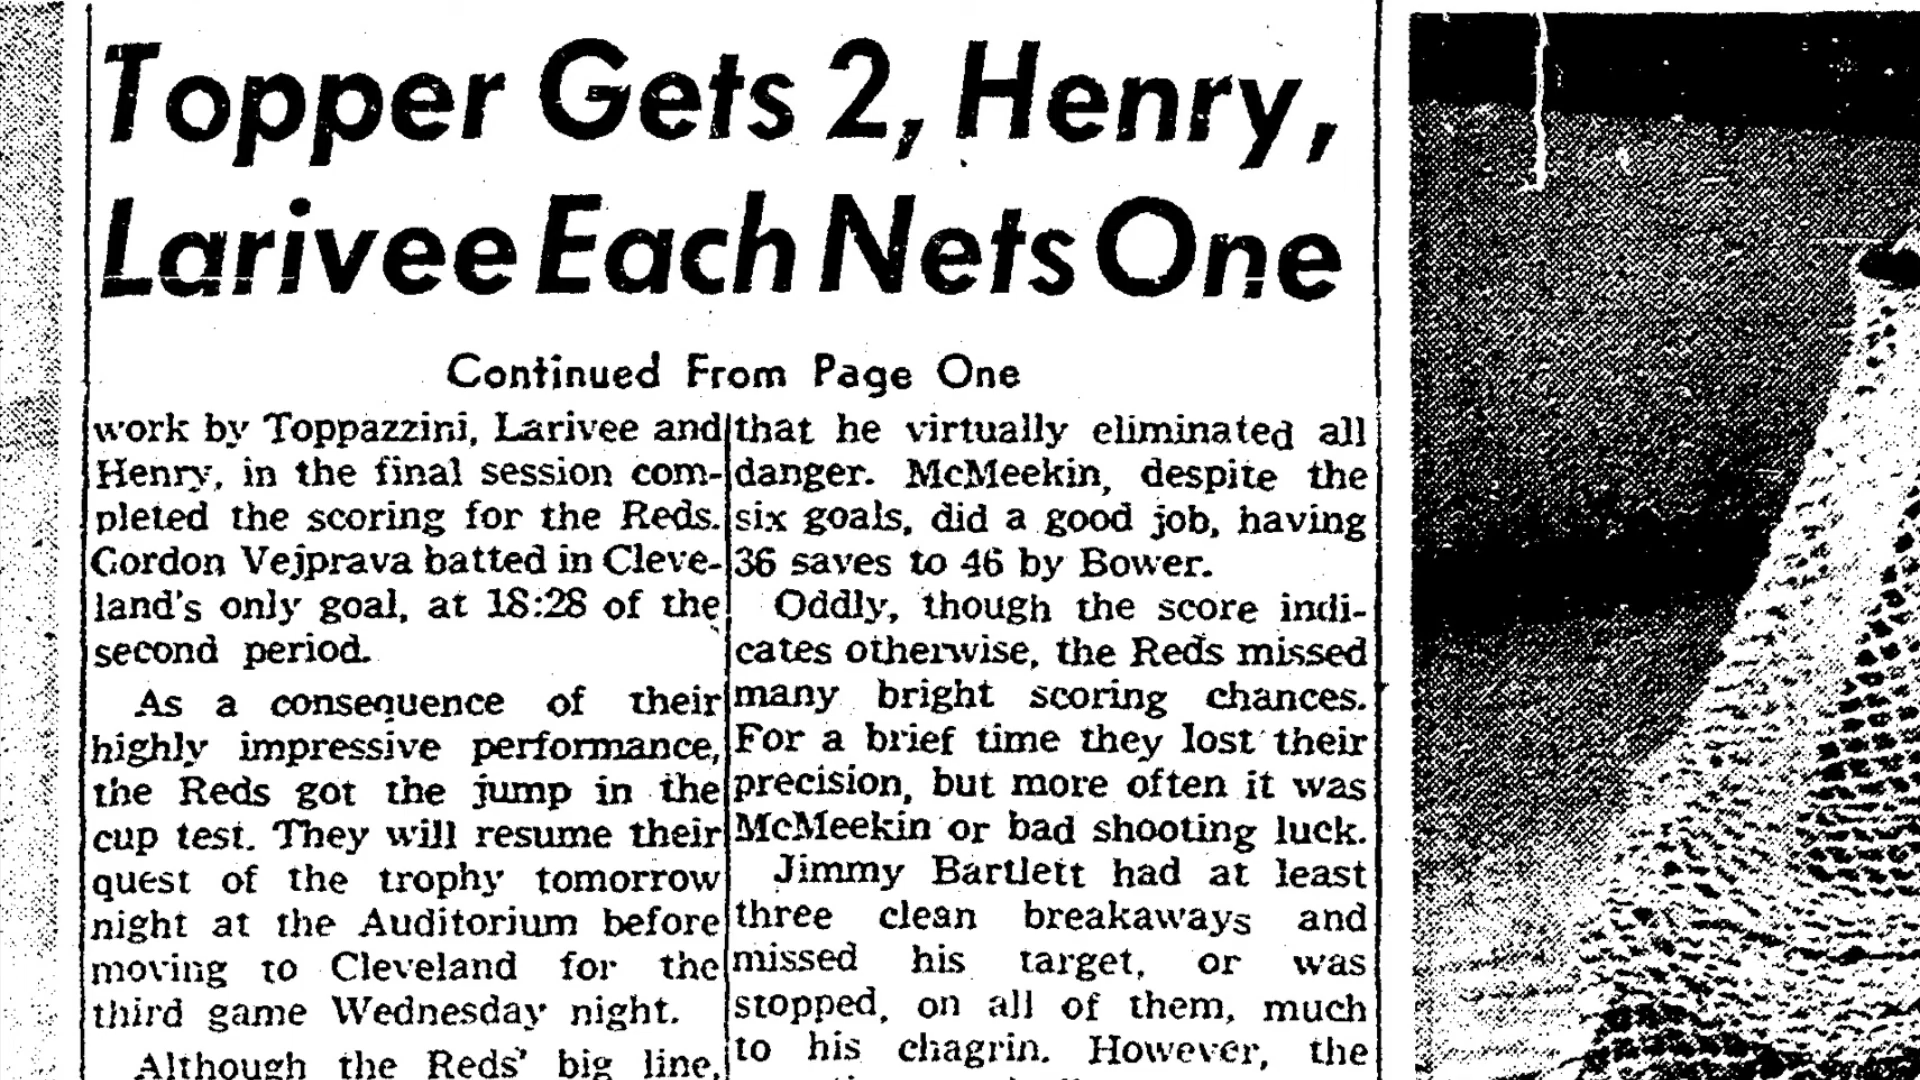 Topper Gets 2, Henry,
Larivee Each Nets One
Continued From Page One
work by Toppazzini, Larivee and
Henry, in the final session com-
pleted the scoring for the Reds.
Gordon Vejprava batted in Cleve-
land's only goal, at 18:28 of the
second period.
As a consequence of their
highly impressive performance,
the Reds got the jump in the
cup test. They will resume their
quest of the trophy tomorrow
night at the Auditorium before
moving to Cleveland for the
third game Wednesday night.
Although the Reds' big line,
that he virtually eliminated all
danger. McMeekin, despite the
six goals, did a good job, having
36 saves to 46 by Bower.
Oddly, though the score indi-
cates otherwise, the Reds missed
many bright scoring chances.
For a brief time they lost their
precision, but more often it was
McMeekin or bad shooting luck.
Jimmy Bartlett had at least
three clean breakaways and
missed his target, or was
stopped, on all of them, much
to his chagrin. However, the